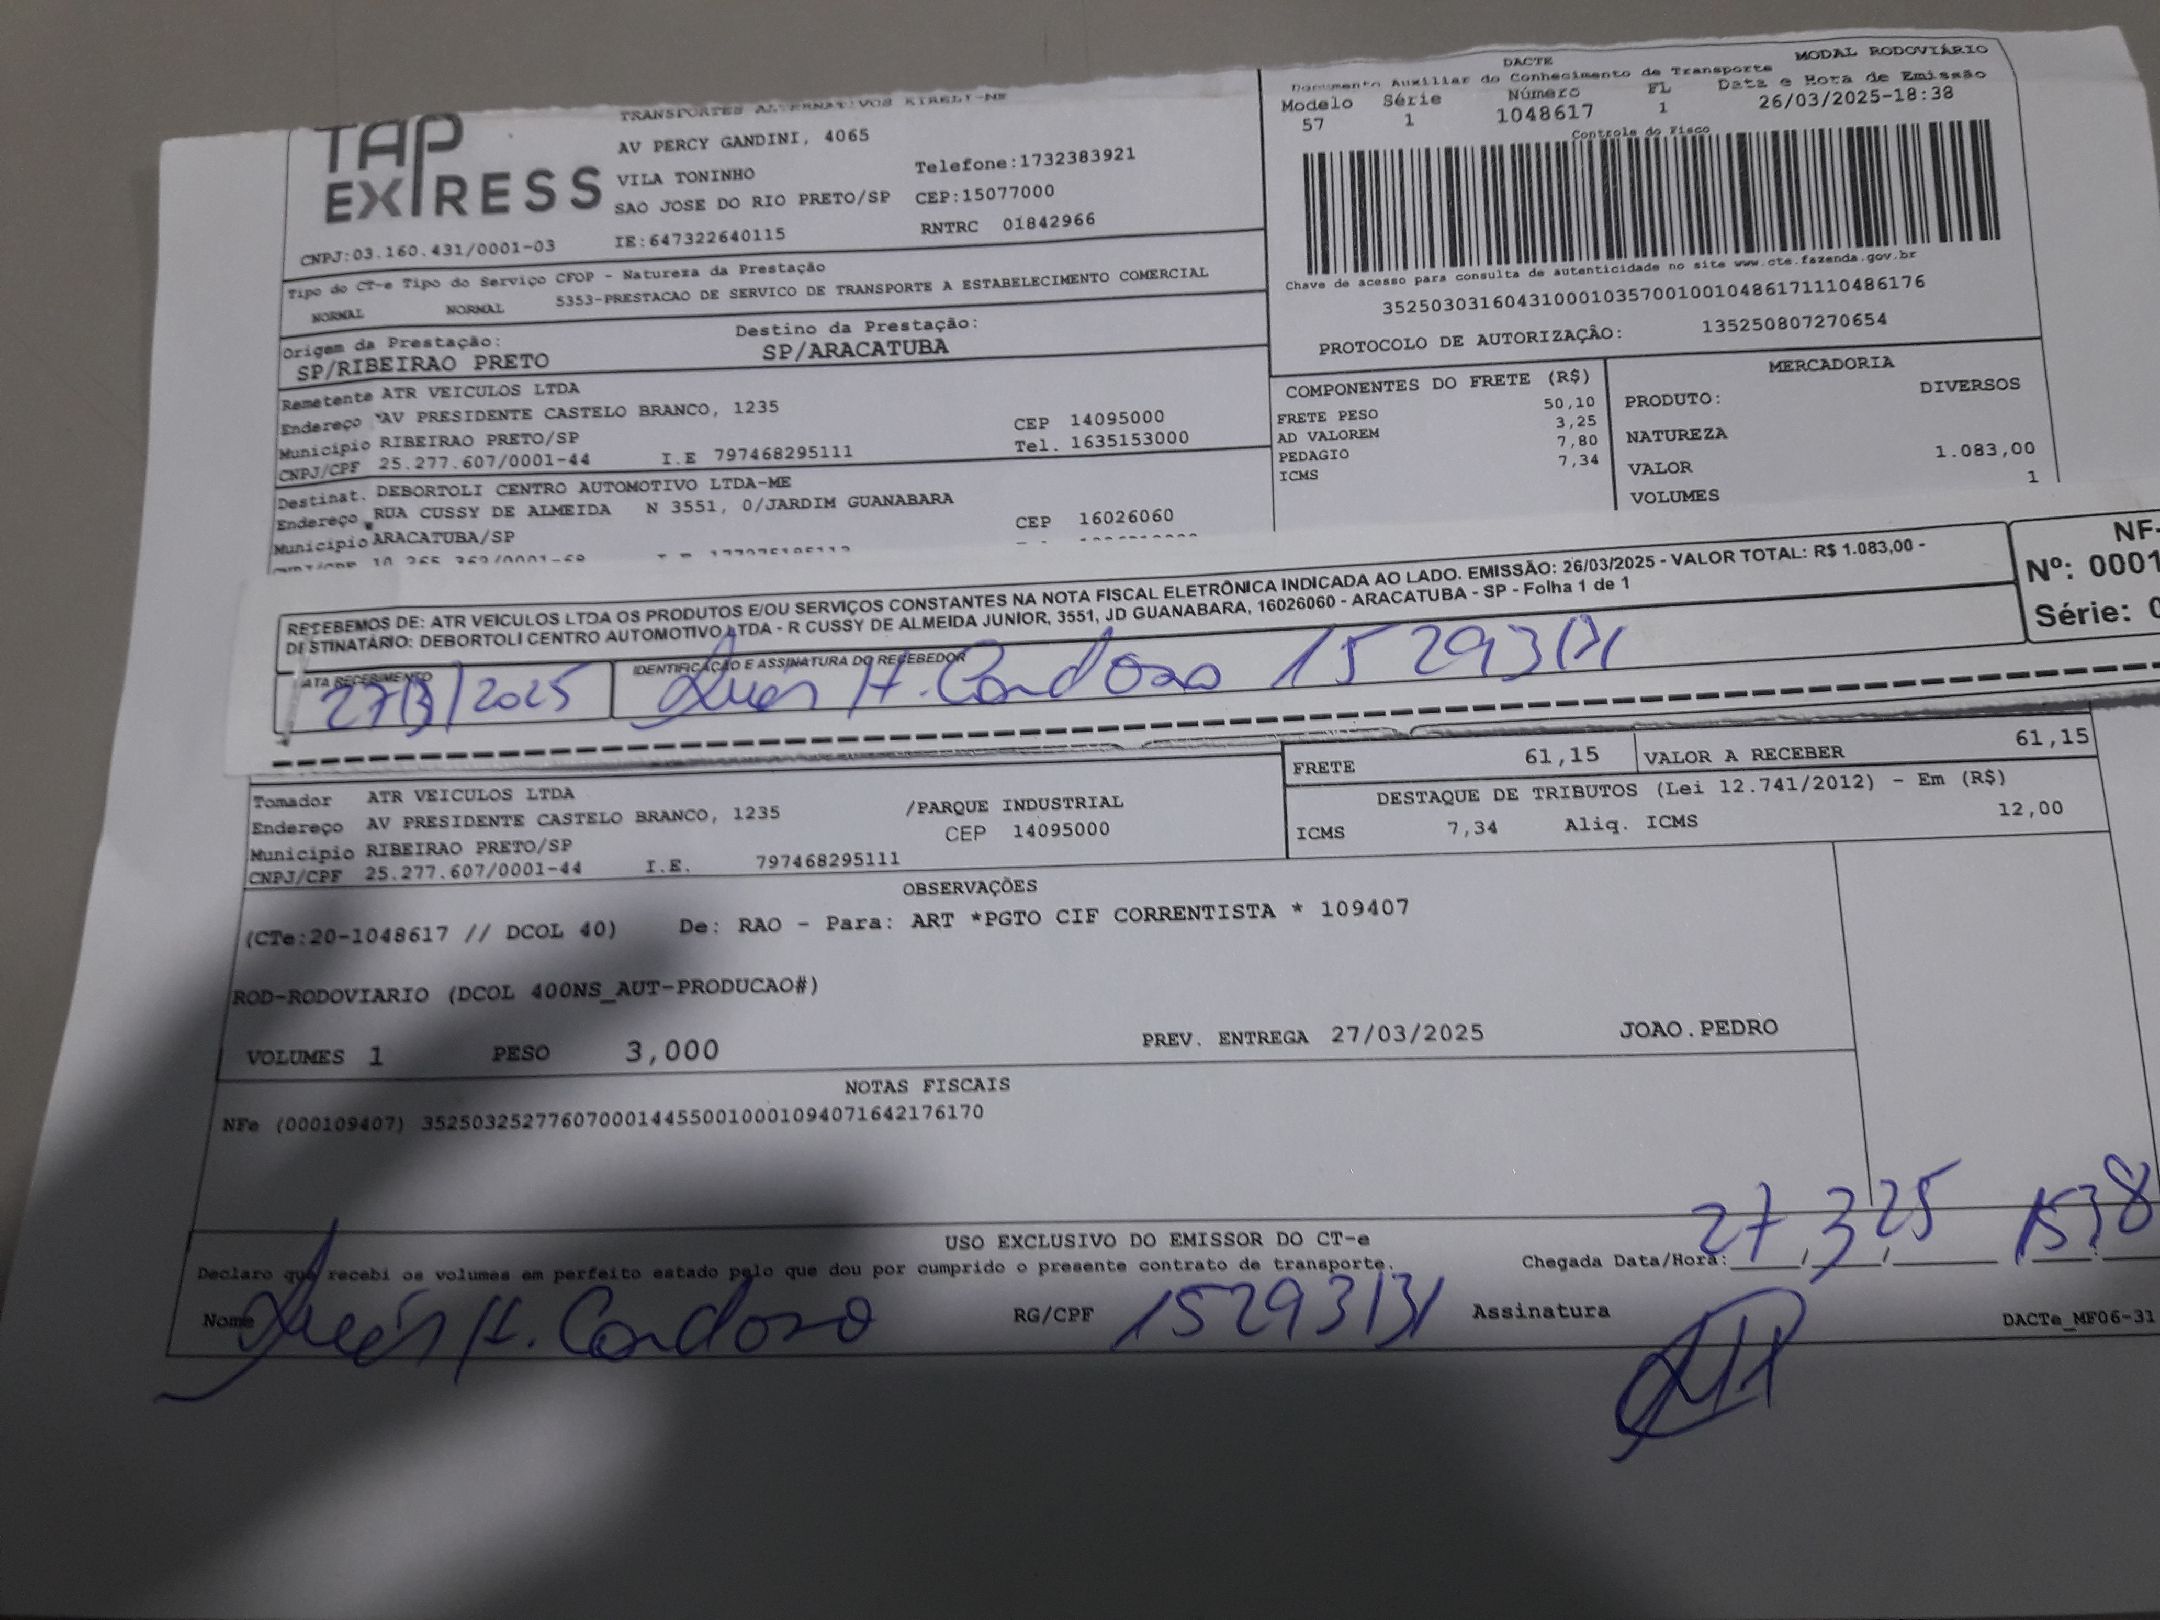 TAP
EXPRESS
TRANSPORTES ALTERNATIVOS EIRELI-ME
AV PERCY GANDINI, 4065
VILA TONINHO Telefone:1732383921
SAO JOSE DO RIO PRETO/SP CEP:15077000
CNPJ:03.160.431/0001-03 IE:647322640115 RNTRC 01842966
DACTE MODAL RODOVIÁRIO
Documento Auxiliar do Conhecimento de Transporte
Modelo Série Número FL Data e Hora de Emissão
57 1 1048617 1 26/03/2025-18:38
Controle do Fisco
Chave de acesso para consulta de autenticidade no site www.cte.fazenda.gov.br
35250303160431000103570010010486171110486176
PROTOCOLO DE AUTORIZAÇÃO: 135250807270654
Tipo do CT-e Tipo do Serviço CFOP - Natureza da Prestação
NORMAL NORMAL 5353-PRESTACAO DE SERVICO DE TRANSPORTE A ESTABELECIMENTO COMERCIAL
Origem da Prestação: Destino da Prestação:
SP/RIBEIRAO PRETO SP/ARACATUBA
Remetente ATR VEICULOS LTDA
Endereço AV PRESIDENTE CASTELO BRANCO, 1235 CEP 14095000
Município RIBEIRAO PRETO/SP Tel. 1635153000
CNPJ/CPF 25.277.607/0001-44 I.E 797468295111
Destinat. DEBORTOLI CENTRO AUTOMOTIVO LTDA-ME
Endereço RUA CUSSY DE ALMEIDA N 3551, 0/JARDIM GUANABARA
Município ARACATUBA/SP CEP 16026060
COMPONENTES DO FRETE (R$)
FRETE PESO 50,10
AD VALOREM 3,25
PEDAGIO 7,80
ICMS 7,34
MERCADORIA
PRODUTO: DIVERSOS
NATUREZA
VALOR 1.083,00
VOLUMES 1
RECEBEMOS DE: ATR VEICULOS LTDA OS PRODUTOS E/OU SERVIÇOS CONSTANTES NA NOTA FISCAL ELETRÔNICA INDICADA AO LADO. EMISSÃO: 26/03/2025 - VALOR TOTAL: R$ 1.083,00 -
DESTINATÁRIO: DEBORTOLI CENTRO AUTOMOTIVO LTDA - R CUSSY DE ALMEIDA JUNIOR, 3551, JD GUANABARA, 16026060 - ARACATUBA - SP - Folha 1 de 1
NF-
Nº: 0001
Série: 0
DATA RECEBIMENTO IDENTIFICAÇÃO E ASSINATURA DO RECEBEDOR
27/3/2025 H. Cardoso 15293131
FRETE 61,15 VALOR A RECEBER 61,15
DESTAQUE DE TRIBUTOS (Lei 12.741/2012) - Em (R$)
ICMS 7,34 Aliq. ICMS 12,00
Tomador ATR VEICULOS LTDA
Endereço AV PRESIDENTE CASTELO BRANCO, 1235 /PARQUE INDUSTRIAL
Município RIBEIRAO PRETO/SP CEP 14095000
CNPJ/CPF 25.277.607/0001-44 I.E. 797468295111
OBSERVAÇÕES
(CTe:20-1048617 // DCOL 40) De: RAO - Para: ART *PGTO CIF CORRENTISTA * 109407
ROD-RODOVIARIO (DCOL 400NS_AUT-PRODUCAO#)
VOLUMES 1 PESO 3,000 PREV. ENTREGA 27/03/2025 JOAO.PEDRO
NOTAS FISCAIS
NFe (000109407) 35250325277607000144550010001094071642176170
USO EXCLUSIVO DO EMISSOR DO CT-e
Declaro que recebi os volumes em perfeito estado pelo que dou por cumprido o presente contrato de transporte. Chegada Data/Hora: 27/3/25 15:38
Nome H. Cardoso RG/CPF 15293131 Assinatura DACTe_MF06-31